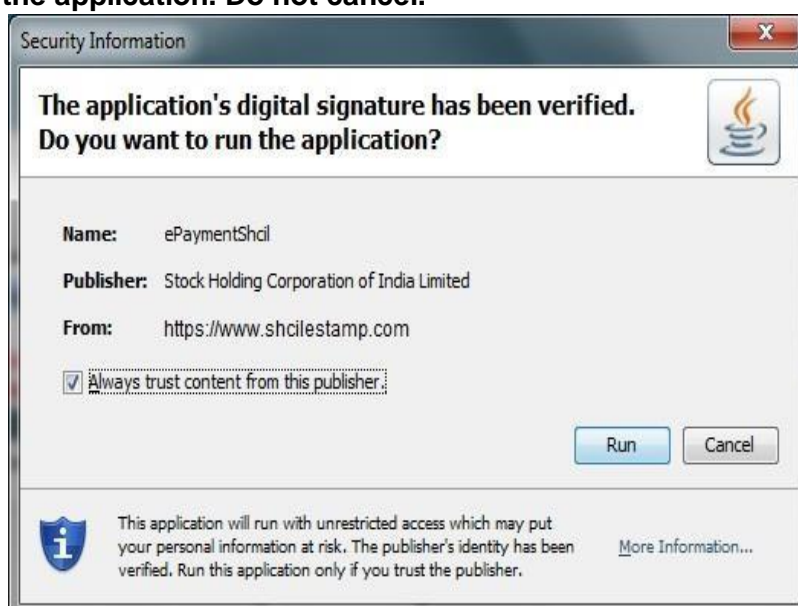 the application. Do not cancel.
Security Information
X
The application's digital signature has been verified.
Do you want to run the application?
Name: ePaymentShcil
Publisher: Stock Holding Corporation of India Limited
From: https://www.shcilestamp.com
Always trust content from this publisher.
Run Cancel
This application will run with unrestricted access which may put
your personal information at risk. The publisher's identity has been More Information...
verified. Run this application only if you trust the publisher.